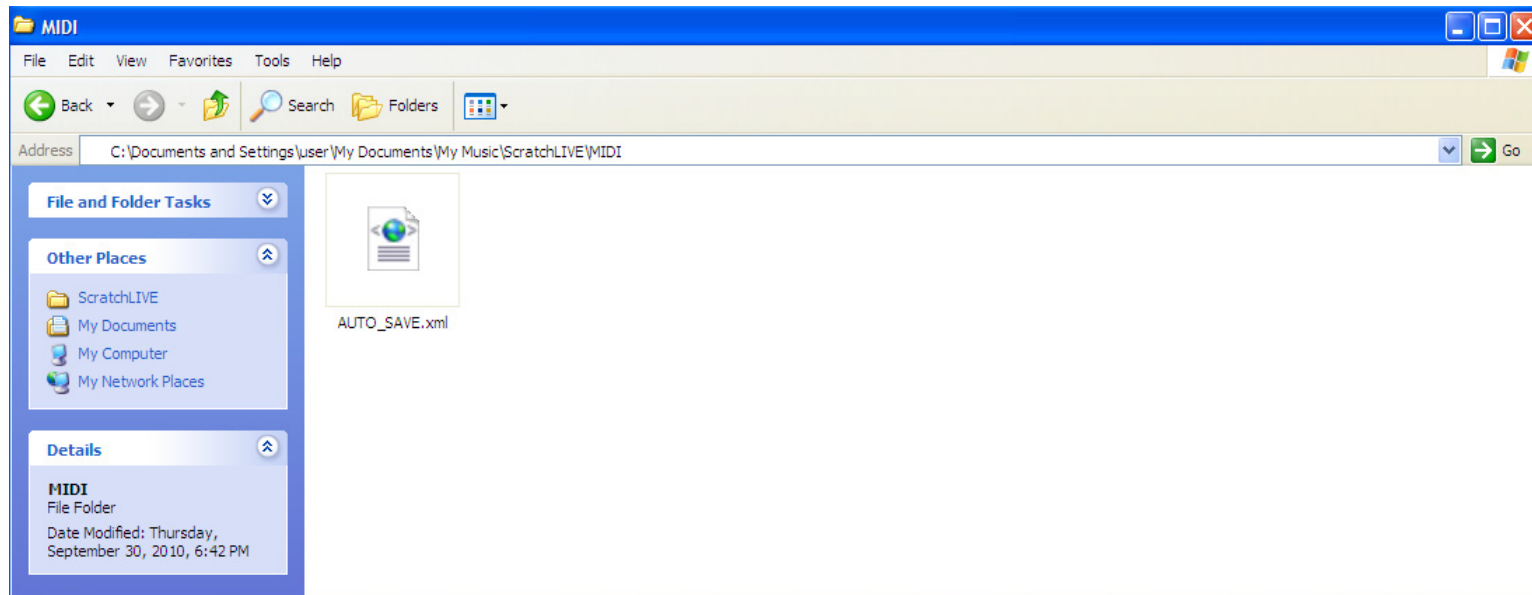 MIDI
File Edit View Favorites Tools Help
Back Search Folders
Address C:\Documents and Settings\user\My Documents\My Music\ScratchLIVE\MIDI Go
File and Folder Tasks
Other Places
ScratchLIVE
My Documents
My Computer
My Network Places
Details
MIDI
File Folder
Date Modified: Thursday,
September 30, 2010, 6:42 PM
AUTO_SAVE.xml